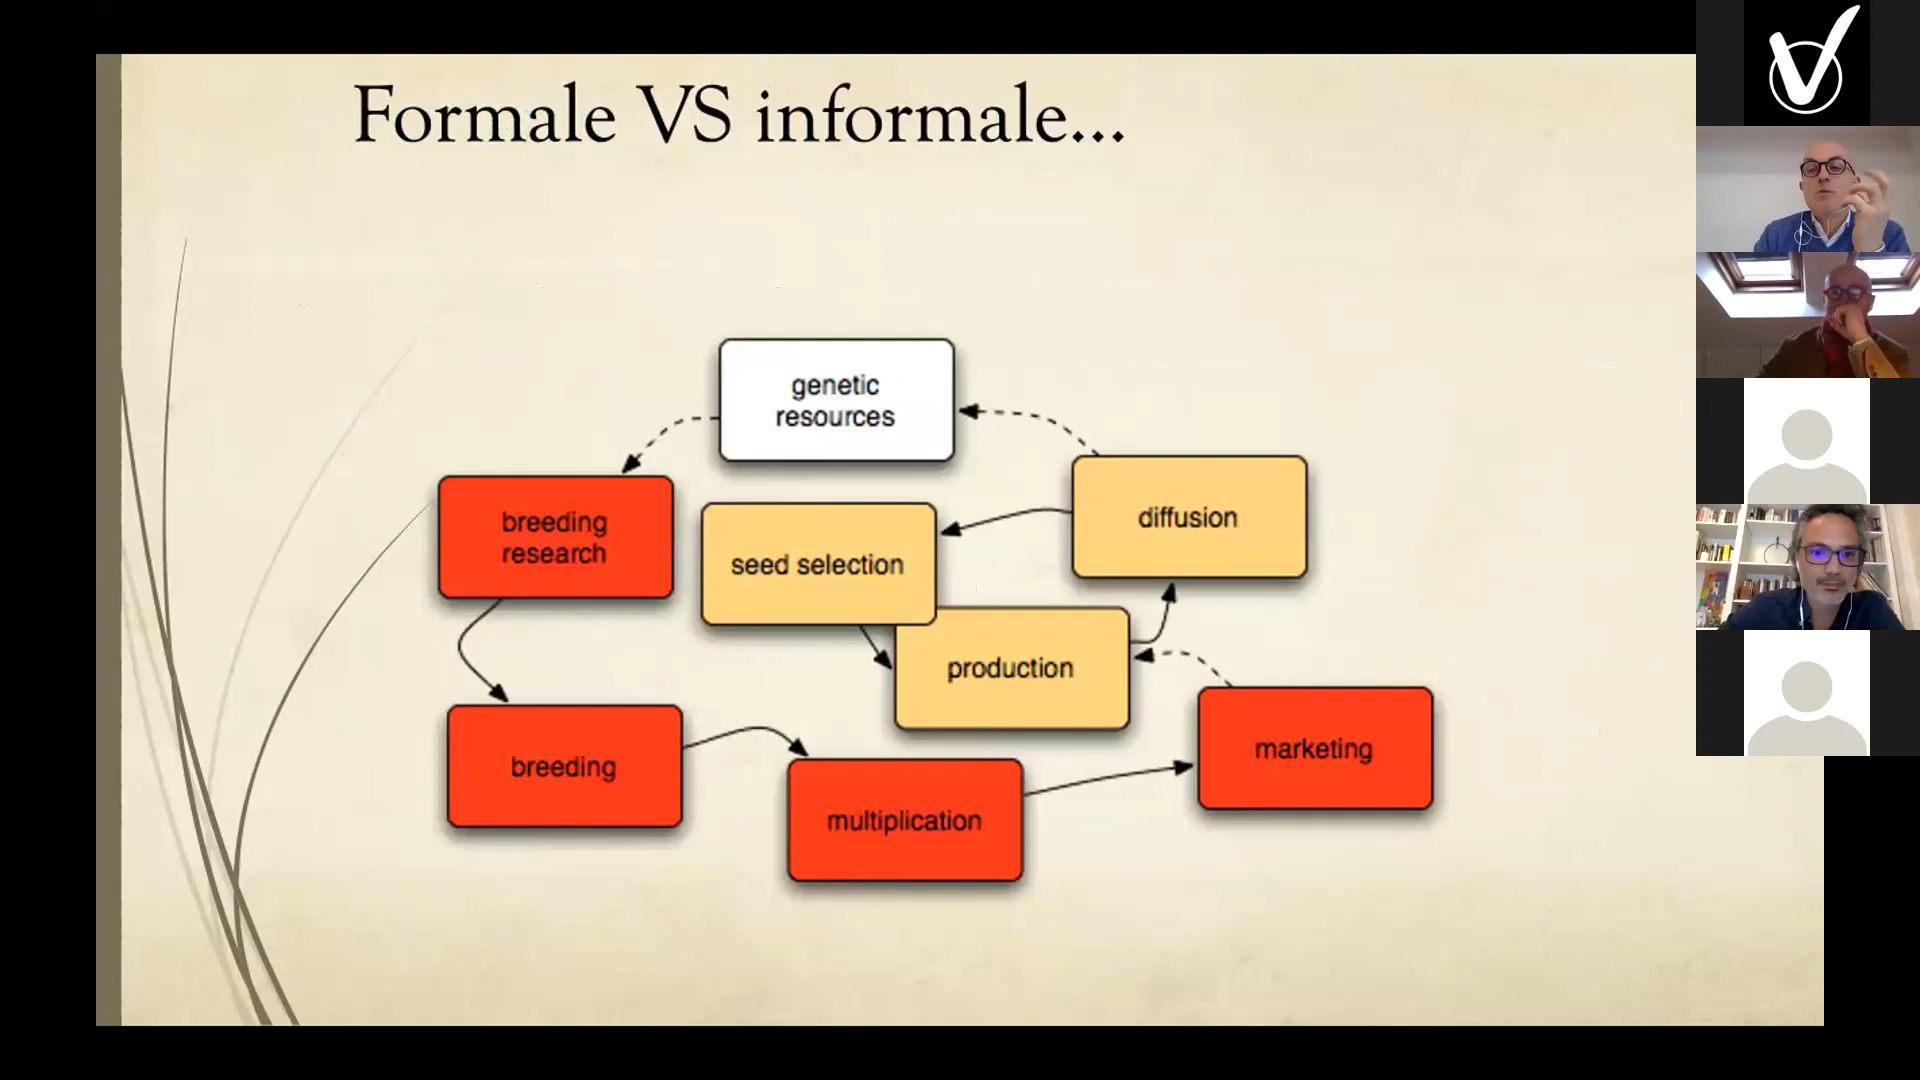 Formale VS informale...
genetic
resources
breeding
research
seed selection
diffusion
production
breeding
multiplication
marketing